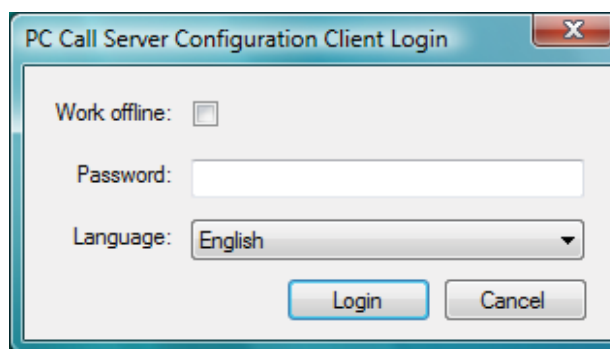 PC Call Server Configuration Client Login
Work offline:
Password:
Language: English
Login Cancel